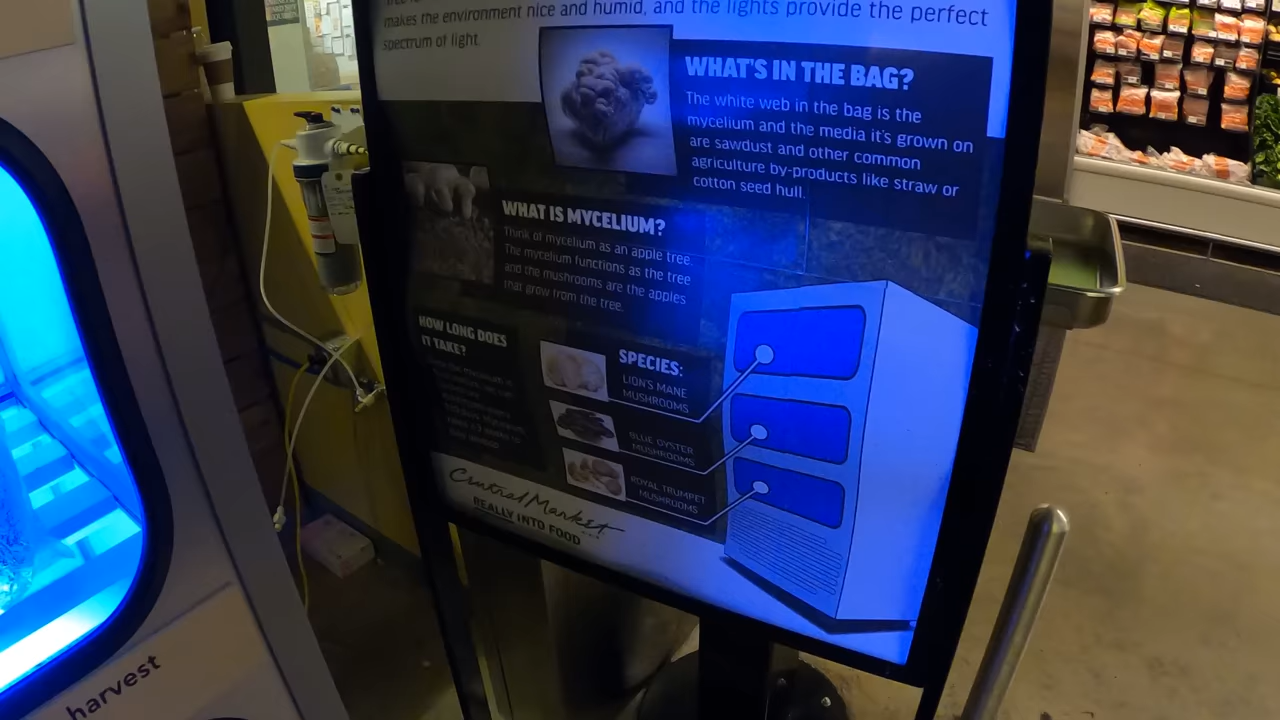 makes the environment nice and humid, and the lights provide the perfect
spectrum of light.
WHAT'S IN THE BAG?
The white web in the bag is the
mycelium and the media it's grown on
are sawdust and other common
agriculture by-products like straw or
cotton seed hull.
WHAT IS MYCELIUM?
Think of mycelium as an apple tree.
The mycelium functions as the tree
and the mushrooms are the apples
that grow from the tree.
HOW LONG DOES
IT TAKE?
SPECIES:
LION'S MANE
MUSHROOMS
BLUE OYSTER
MUSHROOMS
ROYAL TRUMPET
MUSHROOMS
Central Market
REALLY INTO FOOD
harvest